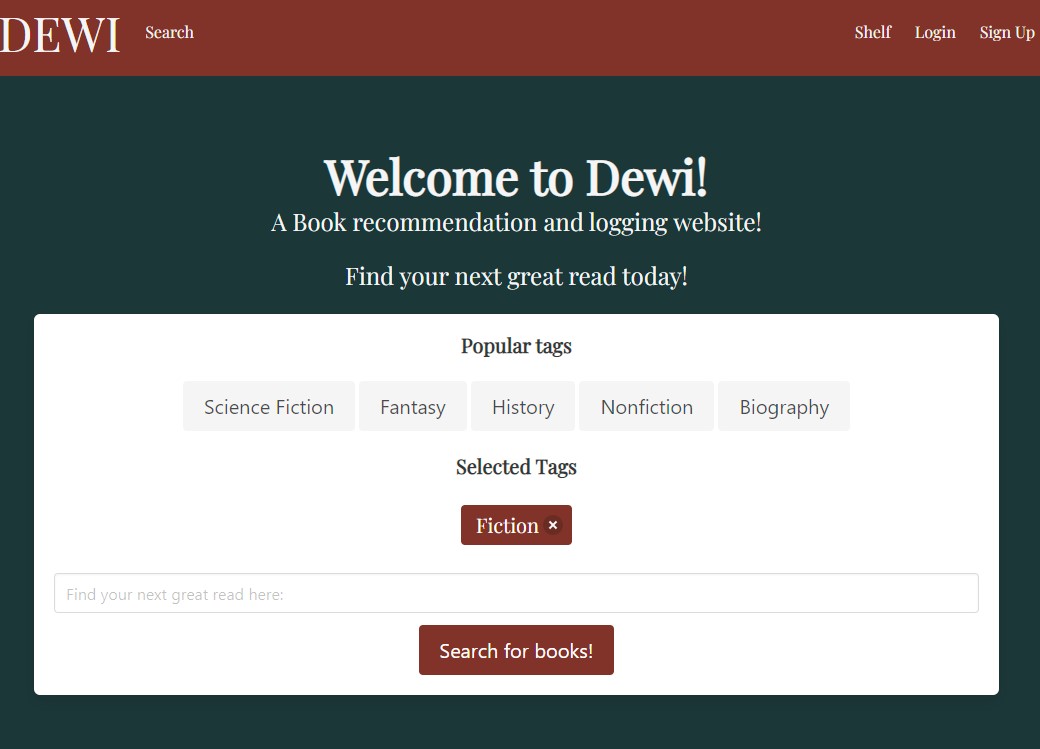 DEWI Search Shelf Login Sign Up
Welcome to Dewi!
A Book recommendation and logging website!
Find your next great read today!
Popular tags
Science Fiction Fantasy History Nonfiction Biography
Selected Tags
Fiction ×
Find your next great read here:
Search for books!